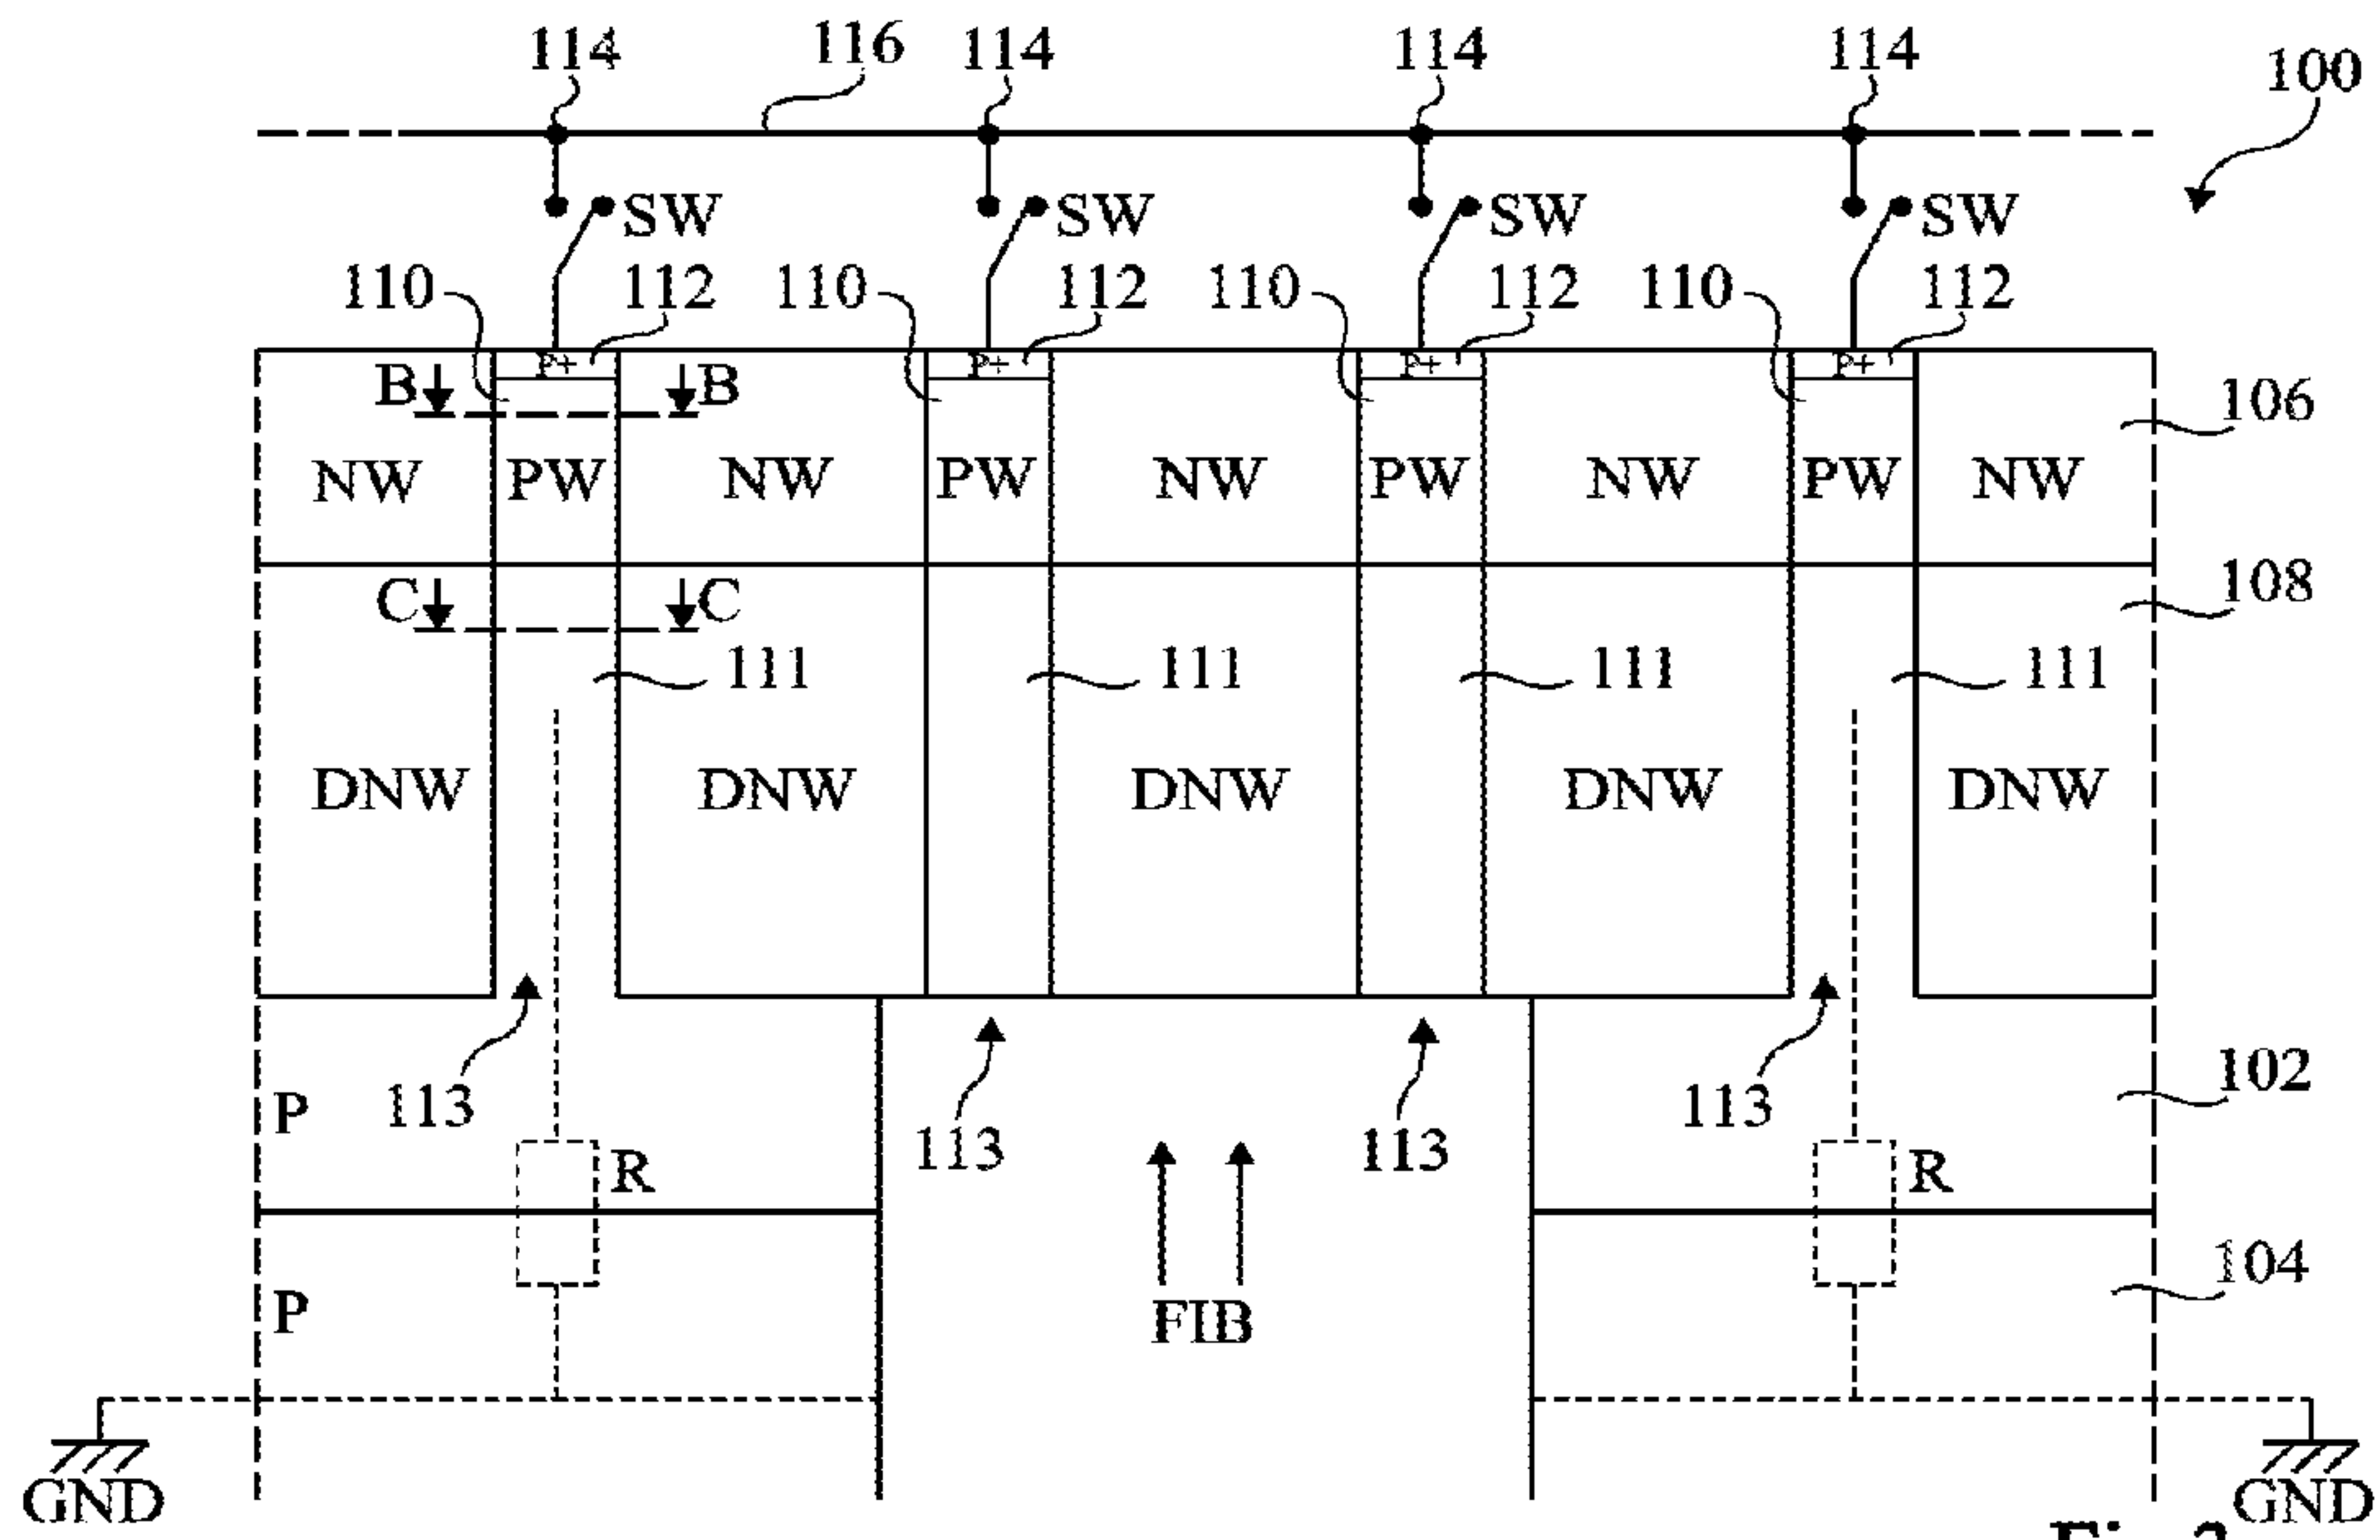 114 116 114 114 114 100
SW SW SW SW
110 112 110 112 110 112 110 112
P+ P+ P+ P+
B B 106
NW PW NW PW NW PW NW PW NW
C C 108
111 111 111 111
DNW DNW DNW DNW DNW
113 113 113 113 102
P R R
P FIB 104
GND GND